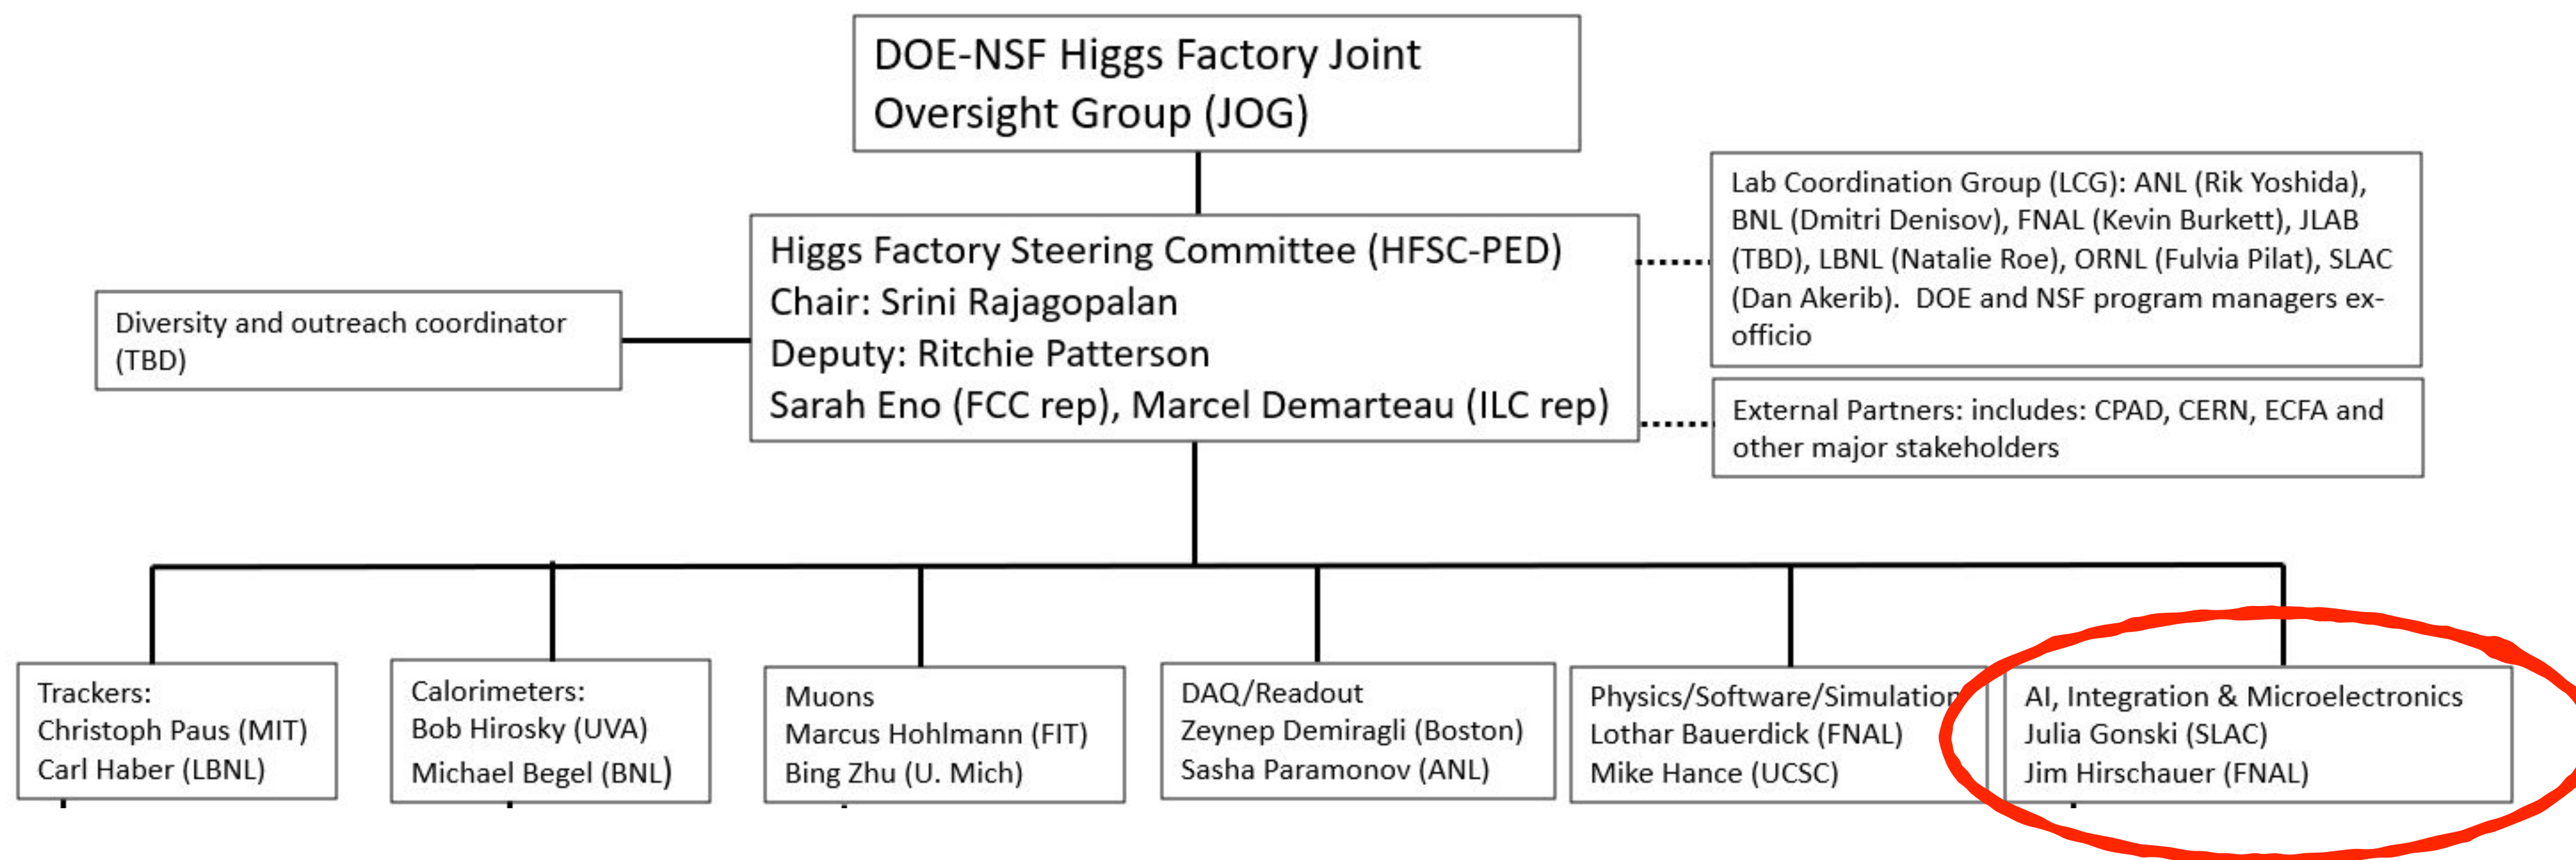 DOE-NSF Higgs Factory Joint
Oversight Group (JOG)
Lab Coordination Group (LCG): ANL (Rik Yoshida),
BNL (Dmitri Denisov), FNAL (Kevin Burkett), JLAB
(TBD), LBNL (Natalie Roe), ORNL (Fulvia Pilat), SLAC
(Dan Akerib).  DOE and NSF program managers ex-
officio
Higgs Factory Steering Committee (HFSC-PED)
Chair: Srini Rajagopalan
Deputy: Ritchie Patterson
Sarah Eno (FCC rep), Marcel Demarteau (ILC rep)
Diversity and outreach coordinator
(TBD)
External Partners: includes: CPAD, CERN, ECFA and
other major stakeholders
Trackers:
Christoph Paus (MIT)
Carl Haber (LBNL)
Calorimeters:
Bob Hirosky (UVA)
Michael Begel (BNL)
Muons
Marcus Hohlmann (FIT)
Bing Zhu (U. Mich)
DAQ/Readout
Zeynep Demiragli (Boston)
Sasha Paramonov (ANL)
Physics/Software/Simulation
Lothar Bauerdick (FNAL)
Mike Hance (UCSC)
AI, Integration & Microelectronics
Julia Gonski (SLAC)
Jim Hirschauer (FNAL)